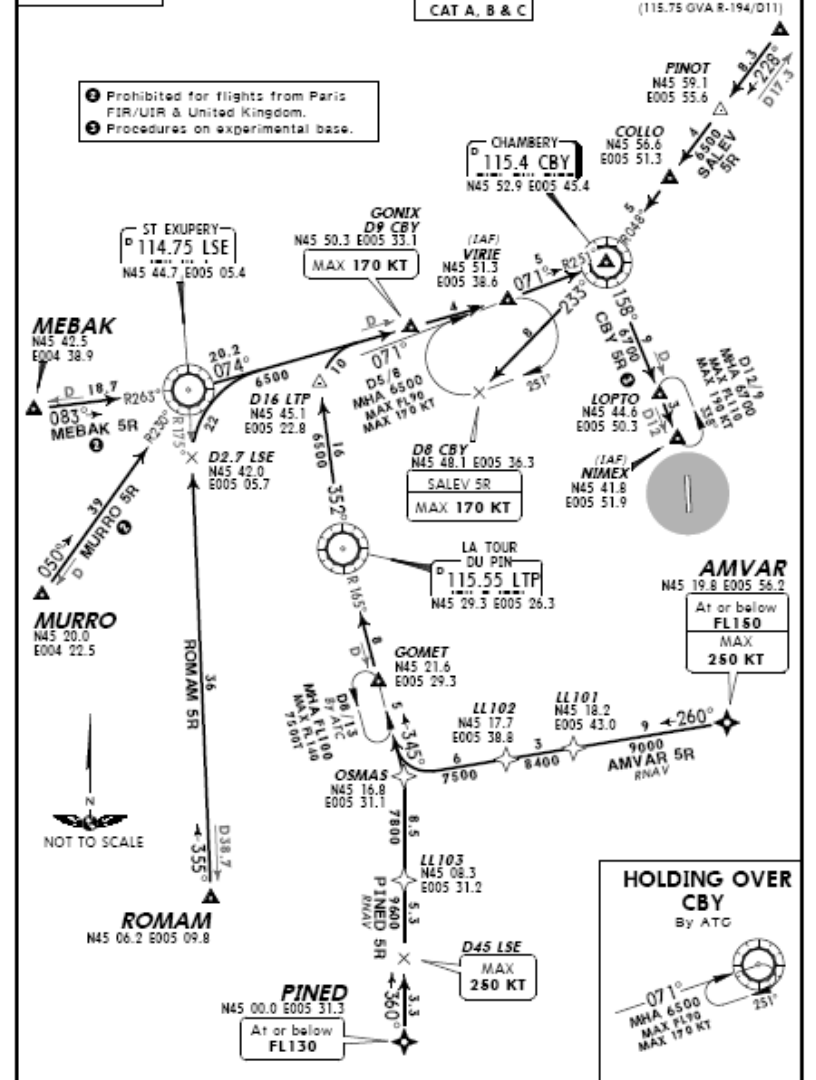 CAT A, B & C
(115.75 GVA R-194/D11)
8.3
←228°
D17.3
PINOT
N45 59.1
E005 55.6
4
6500
SALEV
5R
COLLO
N45 56.6
E005 51.3
5
R048°
❷ Prohibited for flights from Paris
FIR/UIR & United Kingdom.
❸ Procedures on experimental base.
CHAMBERY
D 115.4 CBY
N45 52.9 E005 45.4
GONIX
D9 CBY
N45 50.3 E005 33.1
MAX 170 KT
(IAF)
VIRIE
N45 51.3
E005 38.6
5
071°
R251°
ST EXUPERY
D 114.75 LSE
N45 44.7 E005 05.4
MEBAK
N45 42.5
E004 38.9
D 18.7
R263°
083°
MEBAK 5R
❷
20.2
074°
6500
D
4
071°
D5/8
MHA 6500
MAX FL90
MAX 170 KT
10
22
R175°
R230°
D16 LTP
N45 45.1
E005 22.8
D2.7 LSE
N45 42.0
E005 05.7
233°
8
251°
D8 CBY
N45 48.1 E005 36.3
SALEV 5R
MAX 170 KT
158°
9
6700
CBY 5R ❸
D
D12/9
MHA 6700
MAX FL110
MAX 190 KT
338°
LOPTO
N45 44.6
E005 50.3
3
D12
(IAF)
NIMEX
N45 41.8
E005 51.9
39
050°
D
MURRO 5R ❷
MURRO
N45 20.0
E004 22.5
16
6500
352°
LA TOUR
DU PIN
D 115.55 LTP
N45 29.3 E005 26.3
R165°
8
D
GOMET
N45 21.6
E005 29.3
D8/13
By ATC
MHA FL100
MAX FL140
7500T
5
345°
AMVAR
N45 19.8 E005 56.2
At or below
FL150
MAX
250 KT
LL101
N45 18.2
E005 43.0
LL102
N45 17.7
E005 38.8
9 ←260°
9000
AMVAR 5R
RNAV
3
8400
6
7500
OSMAS
N45 16.8
E005 31.1
36
ROMAM 5R
D38.7
355°
ROMAM
N45 06.2 E005 09.8
N
NOT TO SCALE
8.5
7800
LL103
N45 08.3
E005 31.2
5.3
9600
PINED 5R
RNAV
D45 LSE
MAX
250 KT
PINED
N45 00.0 E005 31.3
At or below
FL130
3.3
360°
HOLDING OVER
CBY
By ATC
071°
MHA 6500
MAX FL90
MAX 170 KT
251°